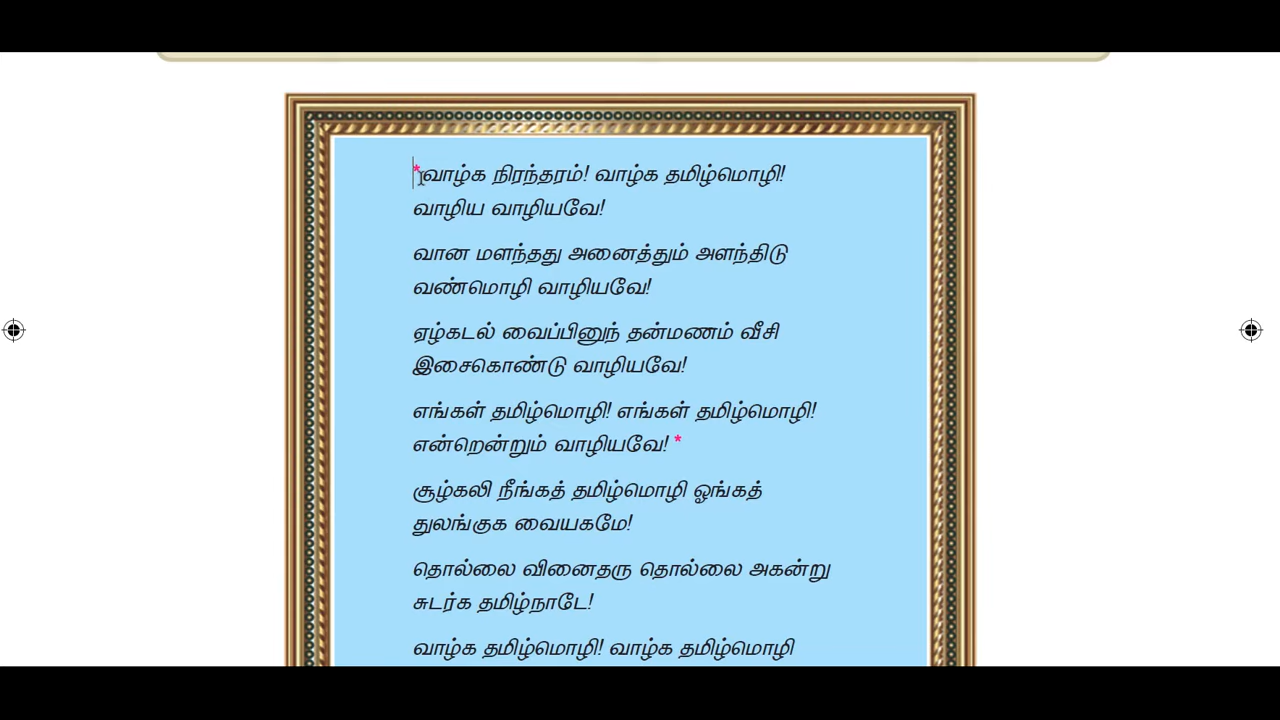 *வாழ்க நிரந்தரம்! வாழ்க தமிழ்மொழி!
வாழிய வாழியவே!
வான மளந்தது அனைத்தும் அளந்திடு
வண்மொழி வாழியவே!
ஏழ்கடல் வைப்பினுந் தன்மணம் வீசி
இசைகொண்டு வாழியவே!
எங்கள் தமிழ்மொழி! எங்கள் தமிழ்மொழி!
என்றென்றும் வாழியவே! *
சூழ்கலி நீங்கத் தமிழ்மொழி ஓங்கத்
துலங்குக வையகமே!
தொல்லை வினைதரு தொல்லை அகன்று
சுடர்க தமிழ்நாடே!
வாழ்க தமிழ்மொழி! வாழ்க தமிழ்மொழி